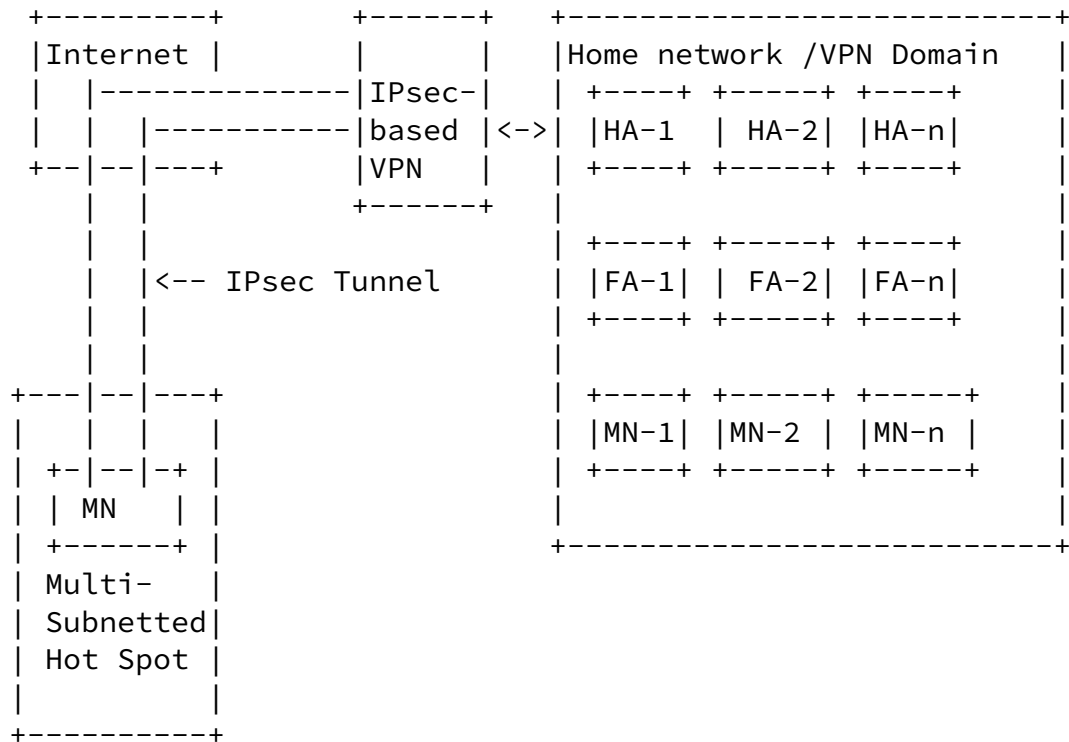 Internet
Home network /VPN Domain
IPsec-
based
<->
HA-1
HA-2
HA-n
VPN
<-- IPsec Tunnel
FA-1
FA-2
FA-n
MN-1
MN-2
MN-n
MN
Multi-
Subnetted
Hot Spot